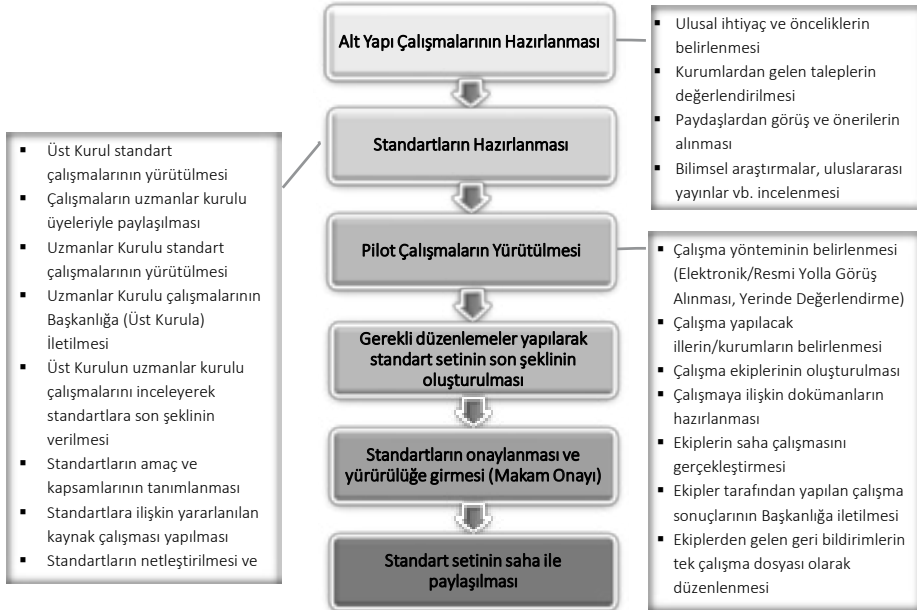 Alt Yapı Çalışmalarının Hazırlanması
▪ Ulusal ihtiyaç ve önceliklerin
belirlenmesi
▪ Kurumlardan gelen taleplerin
değerlendirilmesi
▪ Paydaşlardan görüş ve önerilerin
alınması
▪ Bilimsel araştırmalar, uluslararası
yayınlar vb. incelenmesi
Standartların Hazırlanması
▪ Üst Kurul standart
çalışmalarının yürütülmesi
▪ Çalışmaların uzmanlar kurulu
üyeleriyle paylaşılması
▪ Uzmanlar Kurulu standart
çalışmalarının yürütülmesi
▪ Uzmanlar Kurulu çalışmalarının
Başkanlığa (Üst Kurula)
İletilmesi
▪ Üst Kurulun uzmanlar kurulu
çalışmalarını inceleyerek
standartlara son şeklinin
verilmesi
▪ Standartların amaç ve
kapsamlarının tanımlanması
▪ Standartlara ilişkin yararlanılan
kaynak çalışması yapılması
▪ Standartların netleştirilmesi ve
Pilot Çalışmaların Yürütülmesi
▪ Çalışma yönteminin belirlenmesi
(Elektronik/Resmi Yolla Görüş
Alınması, Yerinde Değerlendirme)
▪ Çalışma yapılacak
illerin/kurumların belirlenmesi
▪ Çalışma ekiplerinin oluşturulması
▪ Çalışmaya ilişkin dokümanların
hazırlanması
▪ Ekiplerin saha çalışmasını
gerçekleştirmesi
▪ Ekipler tarafından yapılan çalışma
sonuçlarının Başkanlığa iletilmesi
▪ Ekiplerden gelen geri bildirimlerin
tek çalışma dosyası olarak
düzenlenmesi
Gerekli düzenlemeler yapılarak
standart setinin son şeklinin
oluşturulması
Standartların onaylanması ve
yürürülüğe girmesi (Makam Onayı)
Standart setinin saha ile
paylaşılması